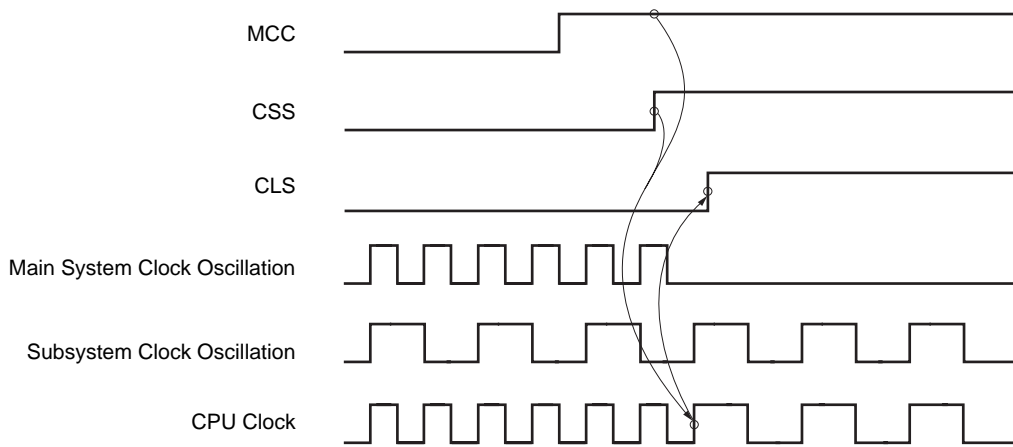 MCC
CSS
CLS
Main System Clock Oscillation
Subsystem Clock Oscillation
CPU Clock